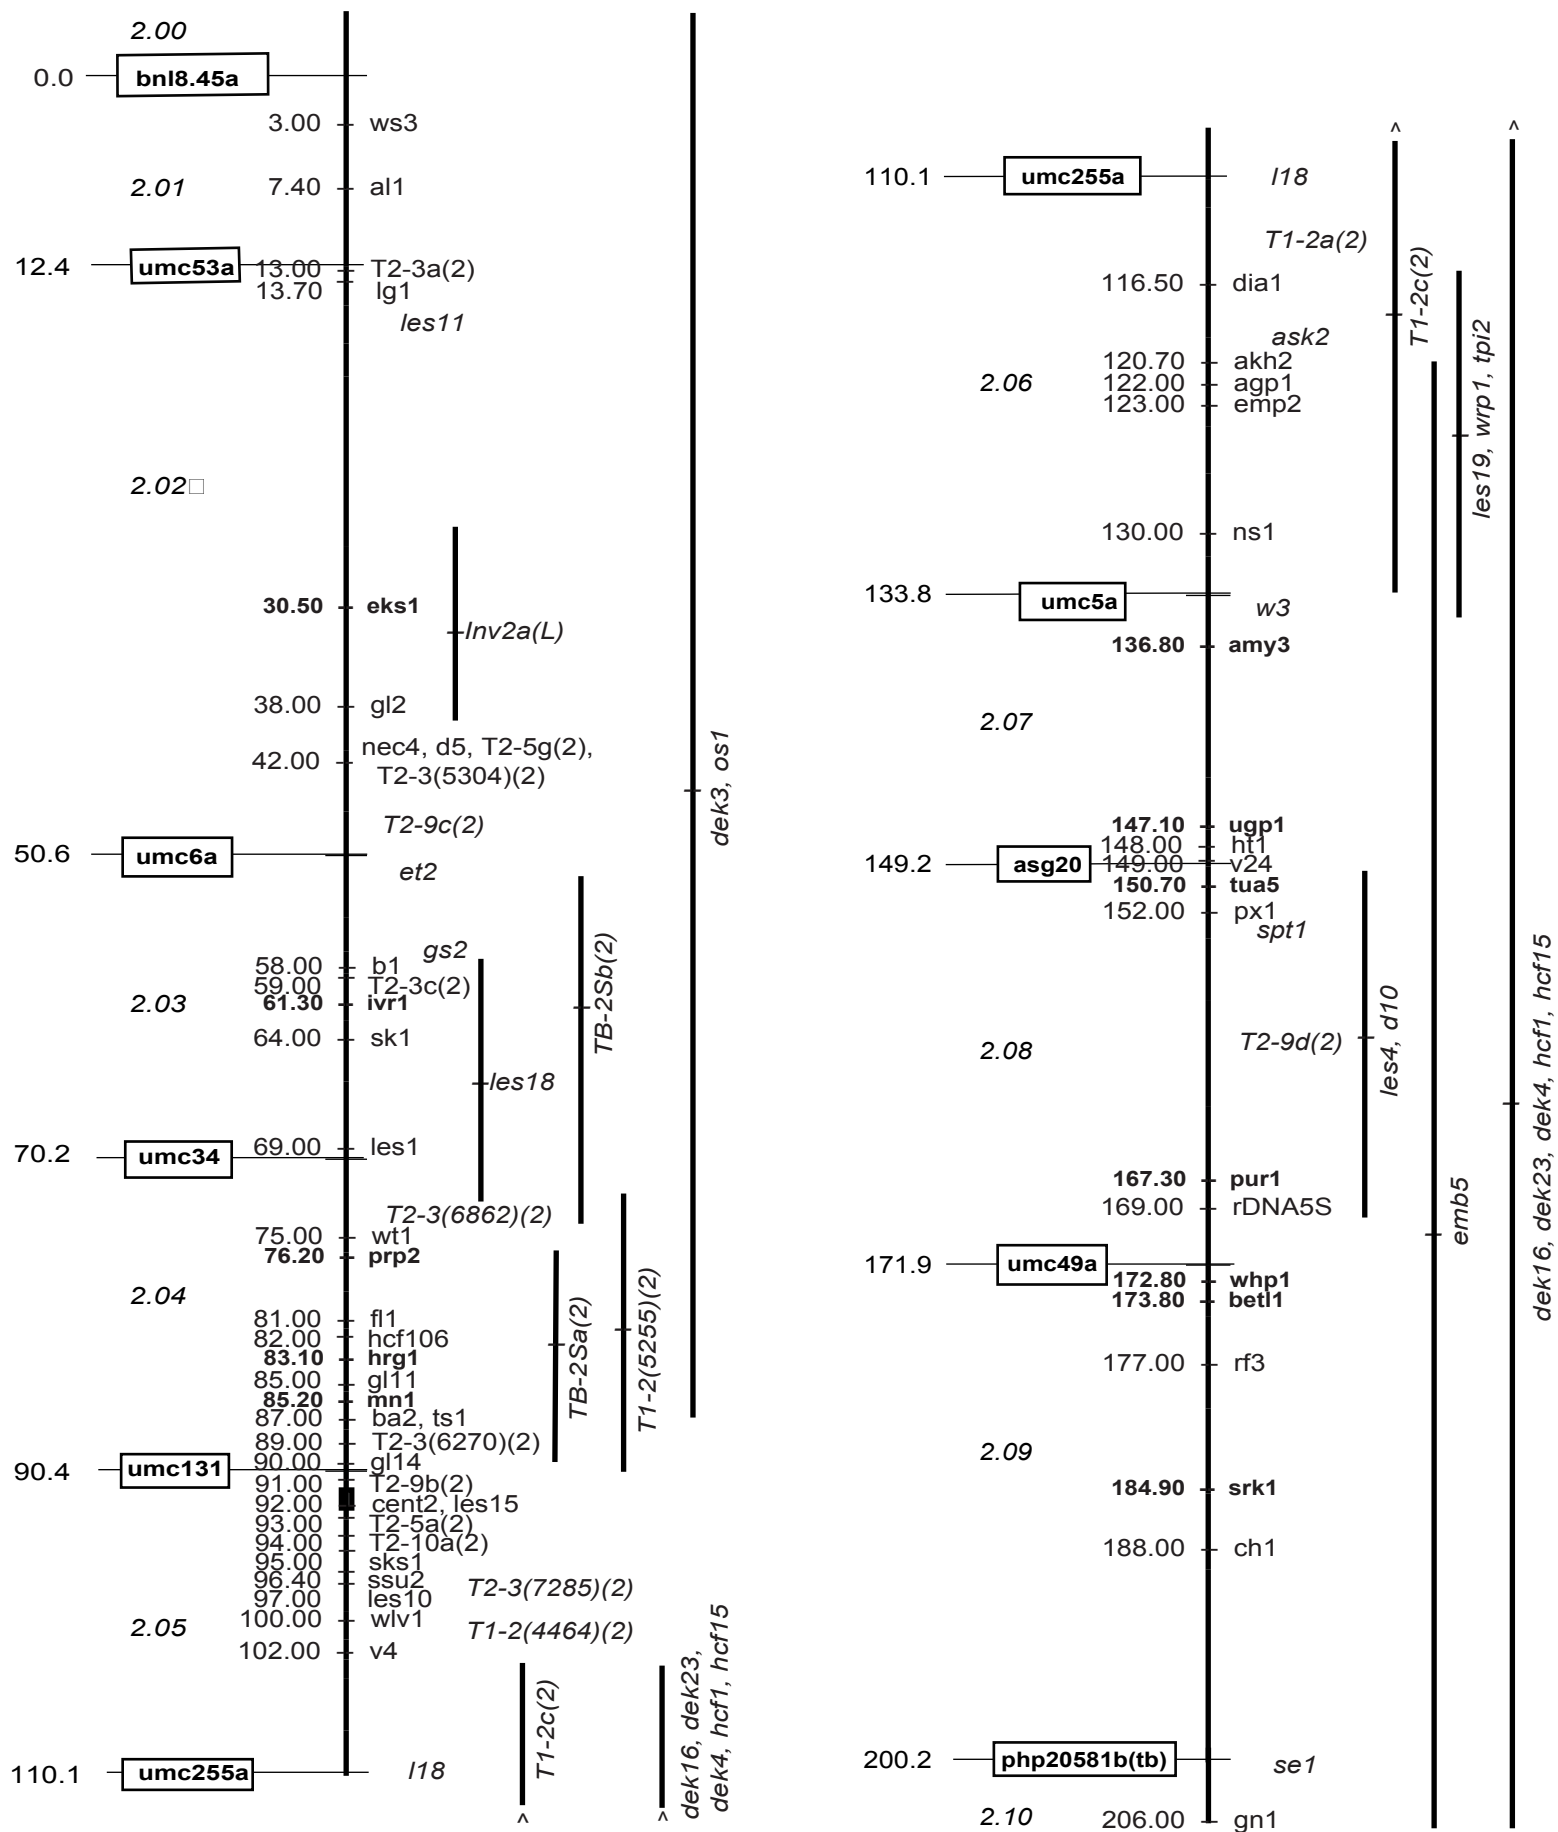 2.00
0.0 bnl8.45a
3.00 ws3
2.01 7.40 al1
12.4 umc53a 13.00 T2-3a(2)
13.70 lg1
les11
2.02□
30.50 eks1
Inv2a(L)
38.00 gl2
42.00 nec4, d5, T2-5g(2),
T2-3(5304)(2)
dek3, os1
T2-9c(2)
50.6 umc6a
et2
gs2
58.00 b1
59.00 T2-3c(2)
2.03 61.30 ivr1
TB-2Sb(2)
64.00 sk1
les18
69.00 les1
70.2 umc34
T2-3(6862)(2)
75.00 wt1
76.20 prp2
2.04
81.00 fl1
82.00 hcf106
TB-2Sa(2)
T1-2(5255)(2)
83.10 hrg1
85.00 gl11
85.20 mn1
87.00 ba2, ts1
89.00 T2-3(6270)(2)
90.00 gl14
90.4 umc131
91.00 T2-9b(2)
92.00 cent2, les15
93.00 T2-5a(2)
94.00 T2-10a(2)
95.00 sks1
96.40 ssu2
T2-3(7285)(2)
97.00 les10
100.00 wlv1
2.05 T1-2(4464)(2)
102.00 v4
T1-2c(2)
dek16, dek23,
dek4, hcf1, hcf15
110.1 umc255a l18
^ ^
^ ^
110.1 umc255a l18
T1-2a(2)
T1-2c(2)
116.50 dia1
ask2
120.70 akh2
2.06 122.00 agp1
123.00 emp2
les19, wrp1, tpi2
130.00 ns1
133.8 umc5a
w3
136.80 amy3
2.07
147.10 ugp1
148.00 ht1
149.2 asg20 149.00 v24
150.70 tua5
152.00 px1
spt1
2.08 T2-9d(2)
les4, d10
dek16, dek23, dek4, hcf1, hcf15
167.30 pur1
169.00 rDNA5S
emb5
171.9 umc49a
172.80 whp1
173.80 betl1
177.00 rf3
2.09
184.90 srk1
188.00 ch1
200.2 php20581b(tb) se1
2.10 206.00 gn1